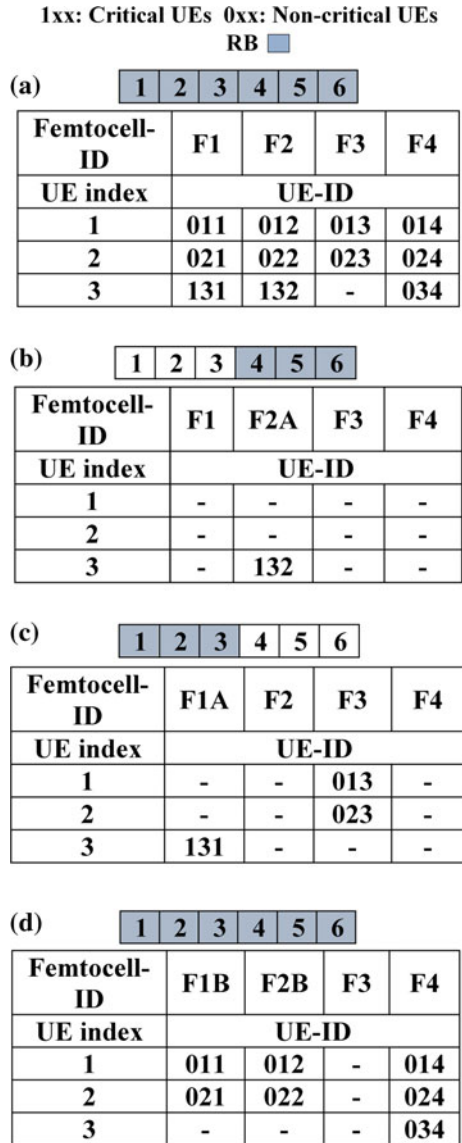 1xx: Critical UEs 0xx: Non-critical UEs
RB
(a)
1 2 3 4 5 6
Femtocell-ID F1 F2 F3 F4
UE index UE-ID
1 011 012 013 014
2 021 022 023 024
3 131 132 - 034
(b)
1 2 3 4 5 6
Femtocell-ID F1 F2A F3 F4
UE index UE-ID
1 - - - -
2 - - - -
3 - 132 - -
(c)
1 2 3 4 5 6
Femtocell-ID F1A F2 F3 F4
UE index UE-ID
1 - - 013 -
2 - - 023 -
3 131 - - -
(d)
1 2 3 4 5 6
Femtocell-ID F1B F2B F3 F4
UE index UE-ID
1 011 012 - 014
2 021 022 - 024
3 - - - 034